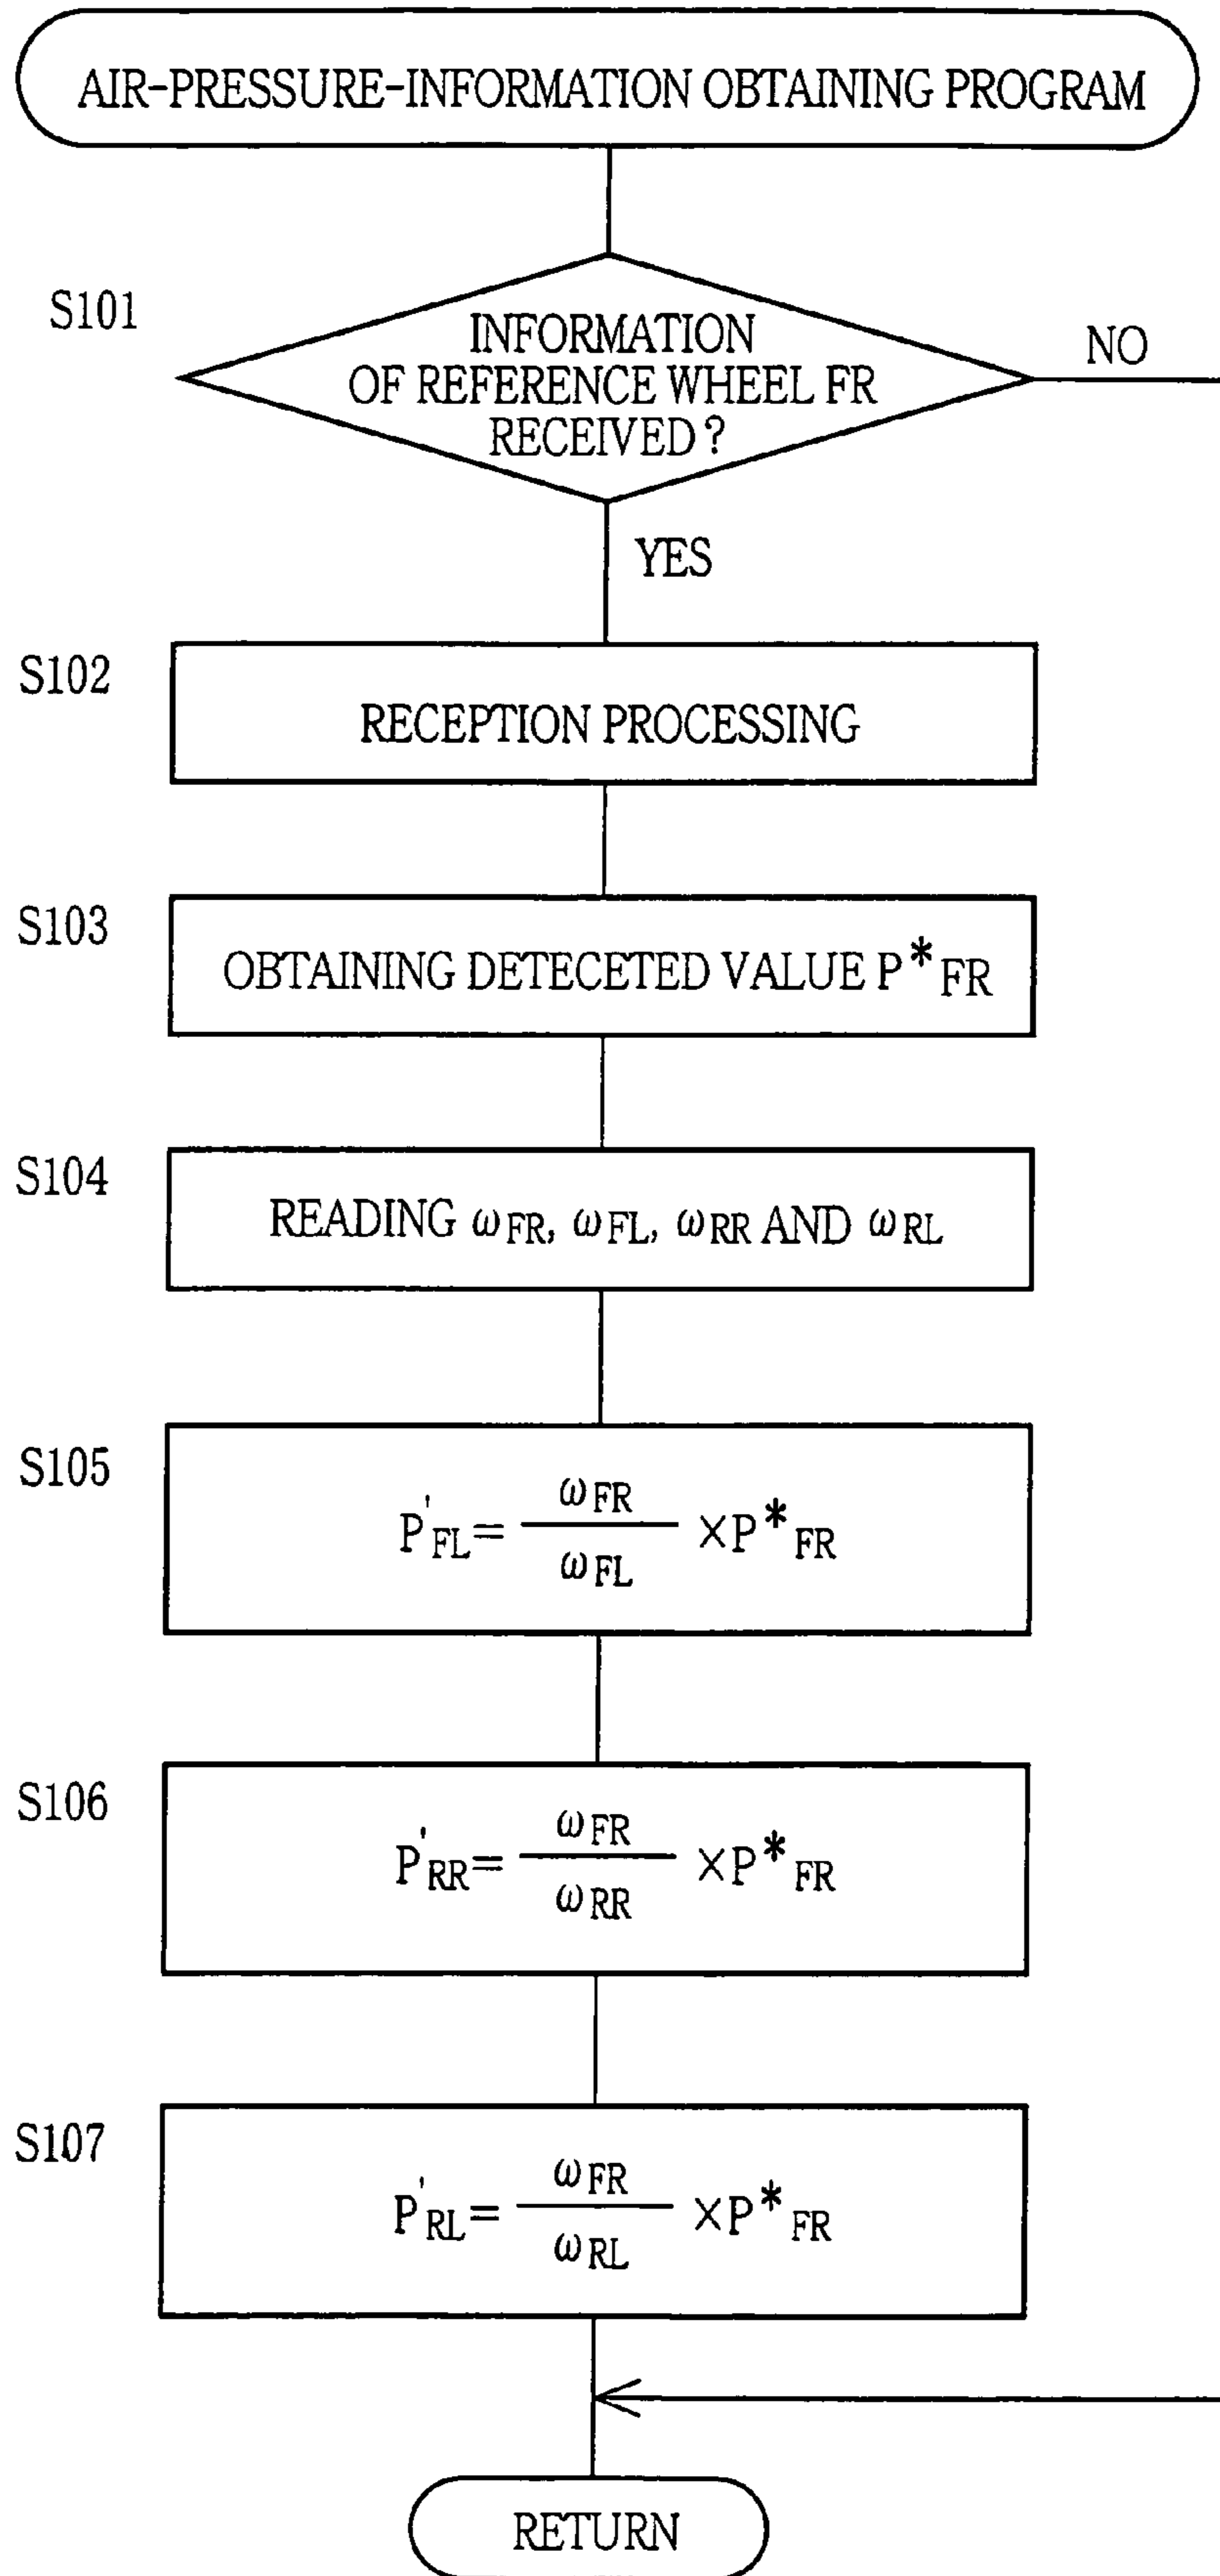 AIR-PRESSURE-INFORMATION OBTAINING PROGRAM
S101
INFORMATION
OF REFERENCE WHEEL FR
RECEIVED?
NO
YES
S102
RECEPTION PROCESSING
S103
OBTAINING DETECETED VALUE P*FR
S104
READING ωFR, ωFL, ωRR AND ωRL
S105
P'FL= ωFR / ωFL ×P*FR
S106
P'RR= ωFR / ωRR ×P*FR
S107
P'RL= ωFR / ωRL ×P*FR
RETURN